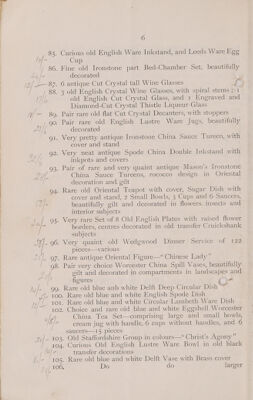 6
85. Curious old English Ware Inkstand, and Leeds Ware Egg
Cup
86. Fine old Ironstone part Bed-Chamber Set, beautifully
decorated
87. 6 antique Cut Crystal tall Wine Glasses
88. 3 old English Crystal Wine Glasses, with spiral stems; 1
old English Cut Crystal Glass, and 1 Engraved and
Diamond-Cut Crystal Thistle Liqueur Glass
89. Pair rare old flat Cut Crystal Decanters, with stoppers
90. Pair rare old English Lustre Ware Jugs, beautifully
decorated
91. Very pretty antique Ironstone China Sauce Tureen, with
cover and stand
92. Very neat antique Spode China Double Inkstand with
inkpots and covers
93. Pair of rare and very quaint antique Mason's Ironstone
China Sauce Tureens, rococo design in Oriental
decoration and gilt
94. Rare old Oriental Teapot with cover, Sugar Dish with
cover and stand, 2 Small Bowls, 3 Cups and 6 Saucers,
beautifully gilt and decorated in flowers, insects and
interior subjects
95. Very rare Set of 8 Old English Plates with raised flower
borders, centres decorated in old transfer Cruickshank
subjects
96. Very quaint old Wedgwood Dinner Service of 122
pieces—various
97. Rare antique Oriental Figure—"Chinese Lady"
98. Pair very choice Worcester China Spill Vases, beautifully
gilt and decorated in compartments in landscapes and
figures
99. Rare old blue and white Delft Deep Circular Dish
100. Rare old blue and white English Spode Dish
101. Rare old blue and white Circular Lambeth Ware Dish
102. Choice and rare old blue and white Eggshell Worcester
China Tea Set—comprising large and small bowls,
cream jug with handle, 6 cups without handles, and 6
saucers—15 pieces
103. Old Staffordshire Group in colours—"Christ's Agony"
104. Curious Old English Lustre Ware Bowl in old black
transfer decorations
105. Rare old blue and white Delft Vase with Brass cover
106. Do do larger